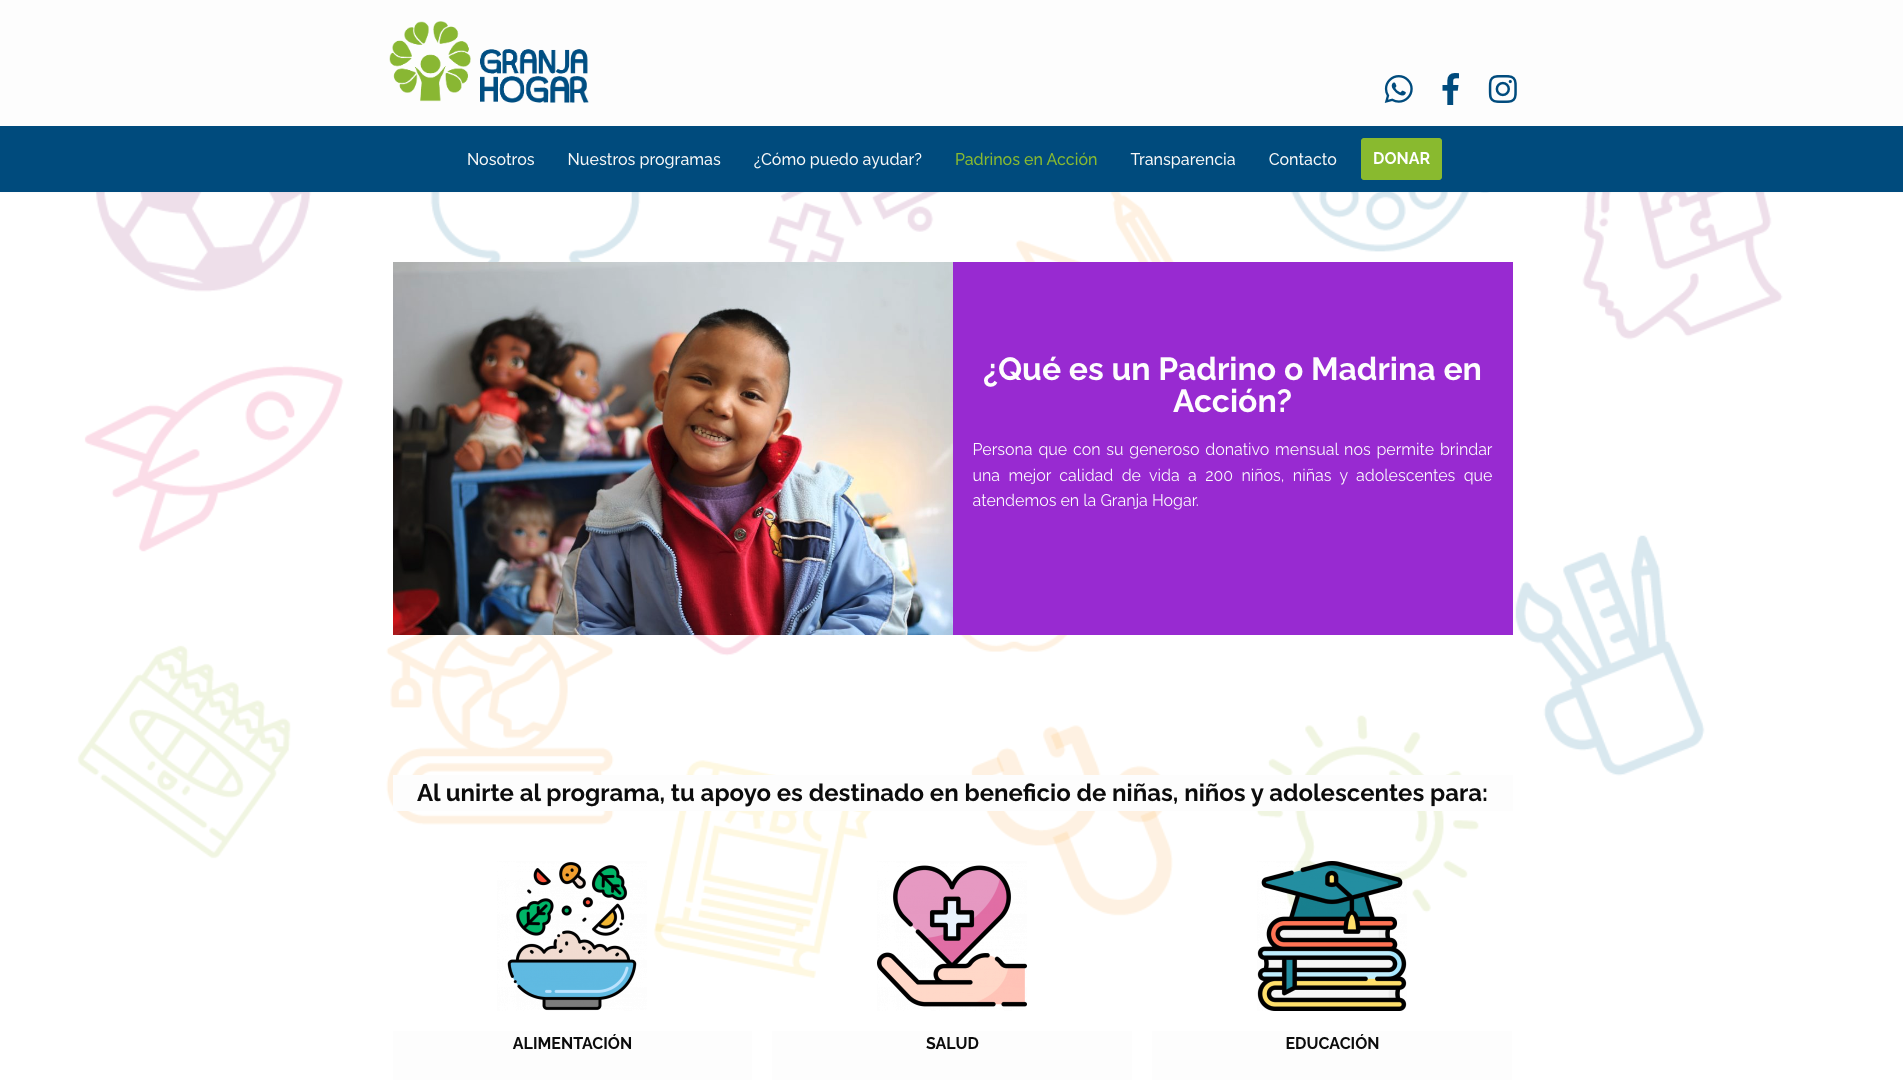 GRANJA
HOGAR
Nosotros
Nuestros programas
¿Cómo puedo ayudar?
Padrinos en Acción
Transparencia
Contacto
DONAR
¿Qué es un Padrino o Madrina en
Acción?
Persona que con su generoso donativo mensual nos permite brindar
una mejor calidad de vida a 200 niños, niñas y adolescentes que
atendemos en la Granja Hogar.
Al unirte al programa, tu apoyo es destinado en beneficio de niñas, niños y adolescentes para:
ABC
ALIMENTACIÓN
SALUD
EDUCACIÓN